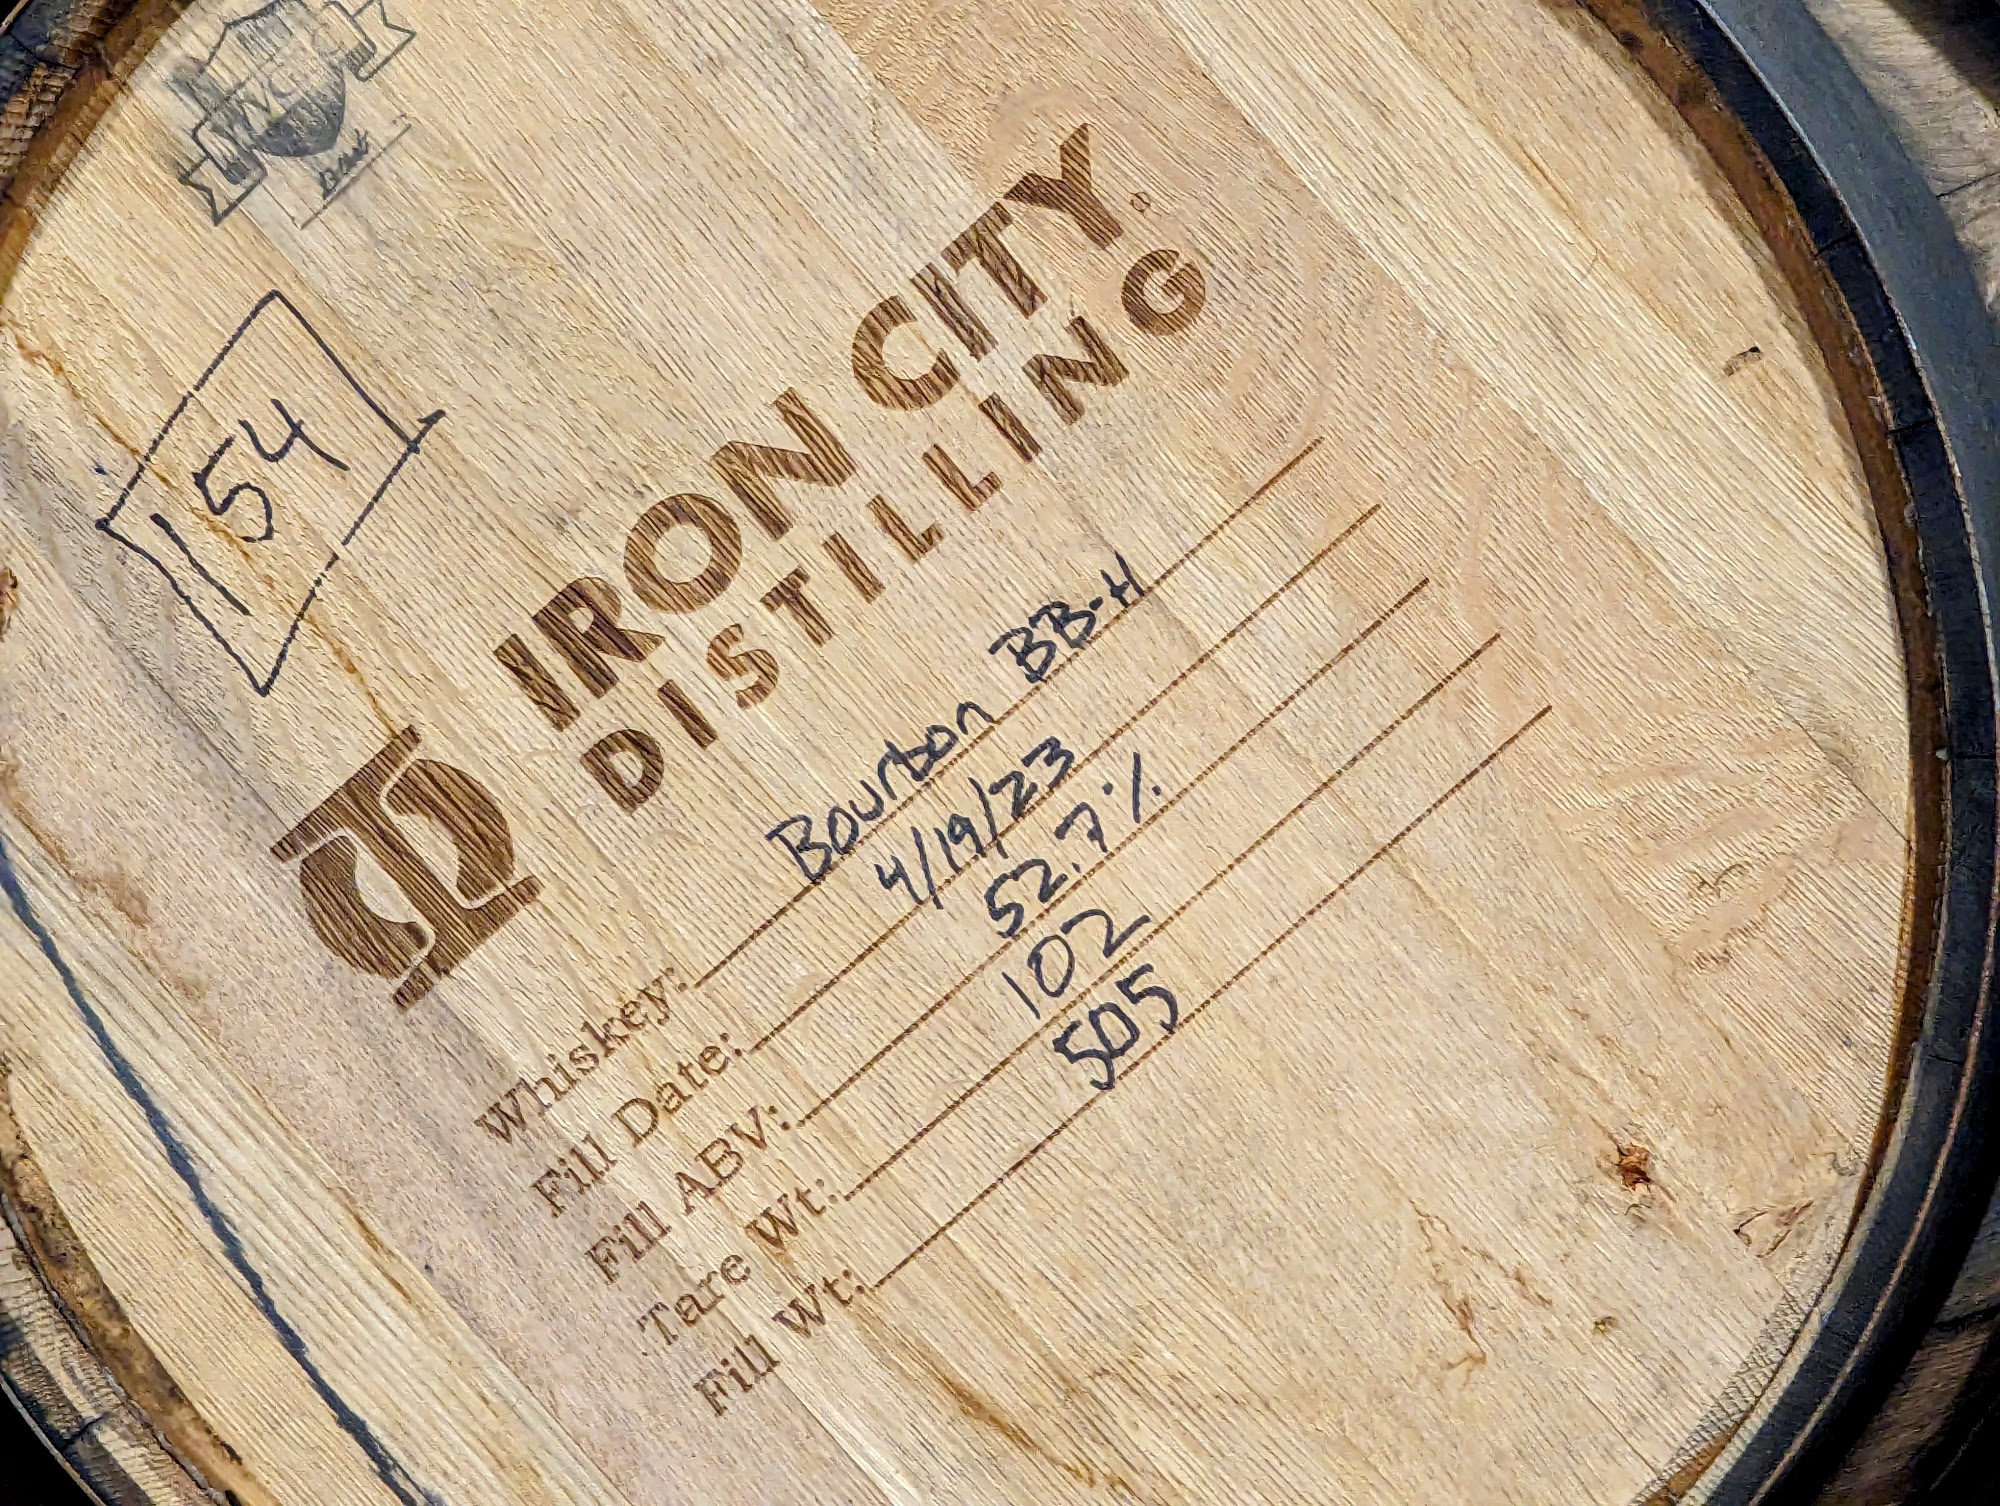 154
IRON CITY®
DISTILLING
Whiskey: Bourbon BB-H
Fill Date: 4/19/23
Fill ABV: 52.7%
Tare Wt: 102
Fill Wt: 505